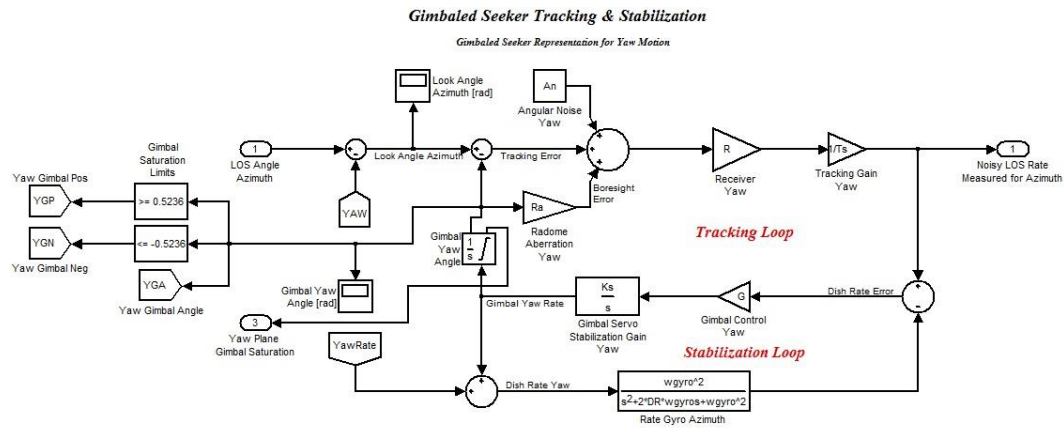 Gimbaled Seeker Tracking & Stabilization
Gimbaled Seeker Representation for Yaw Motion
Look Angle
Azimuth [rad]
An
Angular Noise
Yaw
1
LOS Angle
Azimuth
Look Angle Azimuth
Tracking Error
R
Receiver
Yaw
1/Ts
Tracking Gain
Yaw
1
Noisy LOS Rate
Measured for Azimuth
Gimbal
Saturation
Limits
Yaw Gimbal Pos
YGP
>= 0.5236
YAW
Boresight
Error
Ra
Radome
Aberration
Yaw
YGN
<= -0.5236
Yaw Gimbal Neg
Gimbal
Yaw
Angle
1
s
Tracking Loop
YGA
Yaw Gimbal Angle
Gimbal Yaw
Angle [rad]
Gimbal Yaw Rate
Ks
s
Gimbal Servo
Stabilization Gain
Yaw
G
Gimbal Control
Yaw
Dish Rate Error
3
Yaw Plane
Gimbal Saturation
YawRate
Stabilization Loop
Dish Rate Yaw
wgyro^2
s²+2*DR*wgyros+wgyro^2
Rate Gyro Azimuth